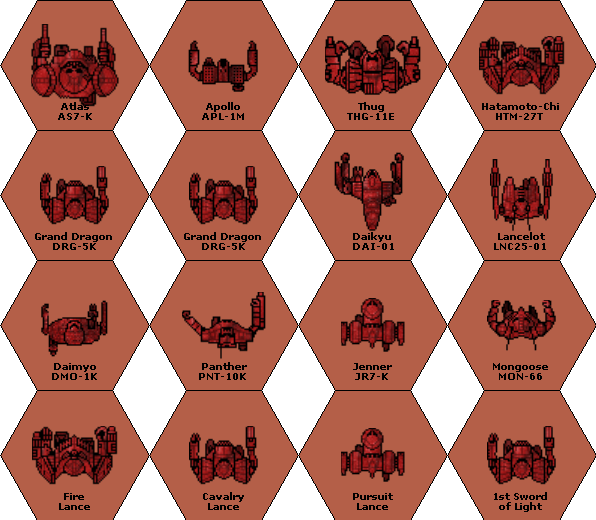 Atlas
AS7-K
Apollo
APL-1M
Thug
THG-11E
Hatamoto-Chi
HTM-27T
Grand Dragon
DRG-5K
Grand Dragon
DRG-5K
Daikyu
DAI-01
Lancelot
LNC25-01
Daimyo
DMO-1K
Panther
PNT-10K
Jenner
JR7-K
Mongoose
MON-66
Fire
Lance
Cavalry
Lance
Pursuit
Lance
1st Sword
of Light